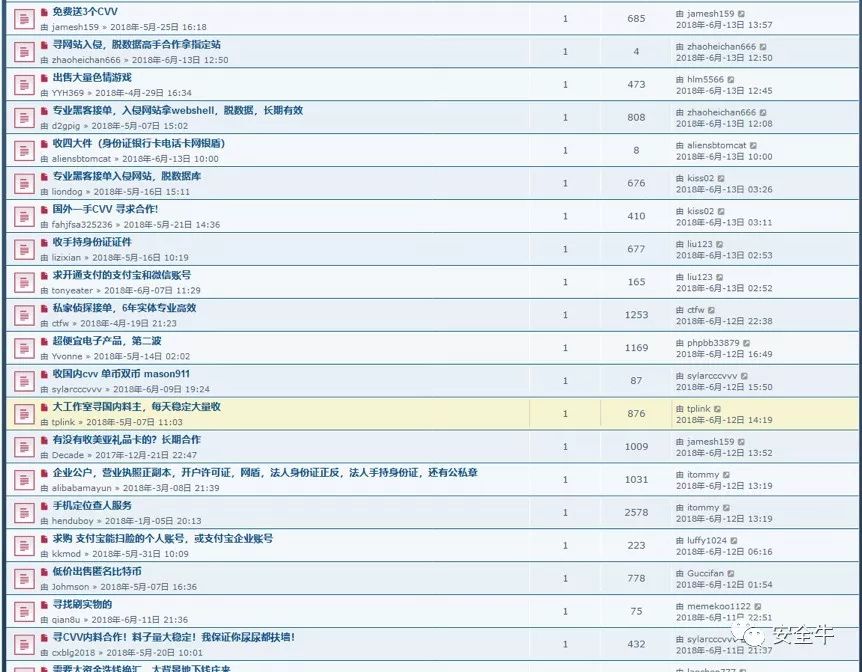 免费送3个CVV
1 685 由 jamesh159
由 jamesh159 » 2018年-5月-25日 16:18 2018年-6月-13日 13:57
寻网站入侵，脱数据高手合作拿指定站
1 4 由 zhaoheichan666
由 zhaoheichan666 » 2018年-6月-13日 12:50 2018年-6月-13日 12:50
出售大量色情游戏
1 473 由 hlm5566
由 YYH369 » 2018年-4月-29日 16:34 2018年-6月-13日 12:45
专业黑客接单，入侵网站拿webshell，脱数据，长期有效
1 808 由 zhaoheichan666
由 d2gpig » 2018年-5月-07日 15:02 2018年-6月-13日 12:08
收四大件（身份证银行卡电话卡网银盾）
1 8 由 aliensbtomcat
由 aliensbtomcat » 2018年-6月-13日 10:00 2018年-6月-13日 10:00
专业黑客接单入侵网站，脱数据库
1 676 由 kiss02
由 liondog » 2018年-5月-16日 15:11 2018年-6月-13日 03:26
国外一手CVV 寻求合作!
1 410 由 kiss02
由 fahjfsa325236 » 2018年-5月-21日 14:36 2018年-6月-13日 03:11
收手持身份证证件
1 677 由 liu123
由 lizixian » 2018年-5月-16日 10:19 2018年-6月-13日 02:53
求开通支付的支付宝和微信账号
1 165 由 liu123
由 tonyeater » 2018年-6月-07日 11:29 2018年-6月-13日 02:52
私家侦探接单，6年实体专业高效
1 1253 由 ctfw
由 ctfw » 2018年-4月-19日 21:23 2018年-6月-12日 22:38
超便宜电子产品，第二波
1 1169 由 phpbb33879
由 Yvonne » 2018年-5月-14日 02:02 2018年-6月-12日 16:49
收国内cvv 单币双币 mason911
1 87 由 sylarcccvvv
由 sylarcccvvv » 2018年-6月-09日 19:24 2018年-6月-12日 15:50
大工作室寻国内料主，每天稳定大量收
1 876 由 tplink
由 tplink » 2018年-5月-07日 11:03 2018年-6月-12日 14:19
有没有收美亚礼品卡的？长期合作
1 1009 由 jamesh159
由 Decade » 2017年-12月-21日 22:47 2018年-6月-12日 13:52
企业公户，营业执照正副本，开户许可证，网盾，法人身份证正反，法人手持身份证，还有公私章
1 1031 由 itommy
由 alibabamayun » 2018年-3月-08日 21:39 2018年-6月-12日 13:19
手机定位查人服务
1 2578 由 itommy
由 henduboy » 2018年-1月-05日 20:13 2018年-6月-12日 13:19
求购 支付宝能扫脸的个人账号，或支付宝企业账号
1 223 由 luffy1024
由 kkmod » 2018年-5月-31日 10:09 2018年-6月-12日 06:16
低价出售匿名比特币
1 778 由 Guccifan
由 Johmson » 2018年-5月-07日 16:36 2018年-6月-12日 01:54
寻找刷实物的
1 75 由 memekoo1122
由 qian8u » 2018年-6月-11日 21:36 2018年-6月-11日 22:51
寻CVV内料合作！料子量大稳定！我保证你尿尿都扶墙！
1 432 由 sylarcccvvv
由 cxblg2018 » 2018年-5月-20日 10:01 2018年-6月-11日 21:37
安全牛